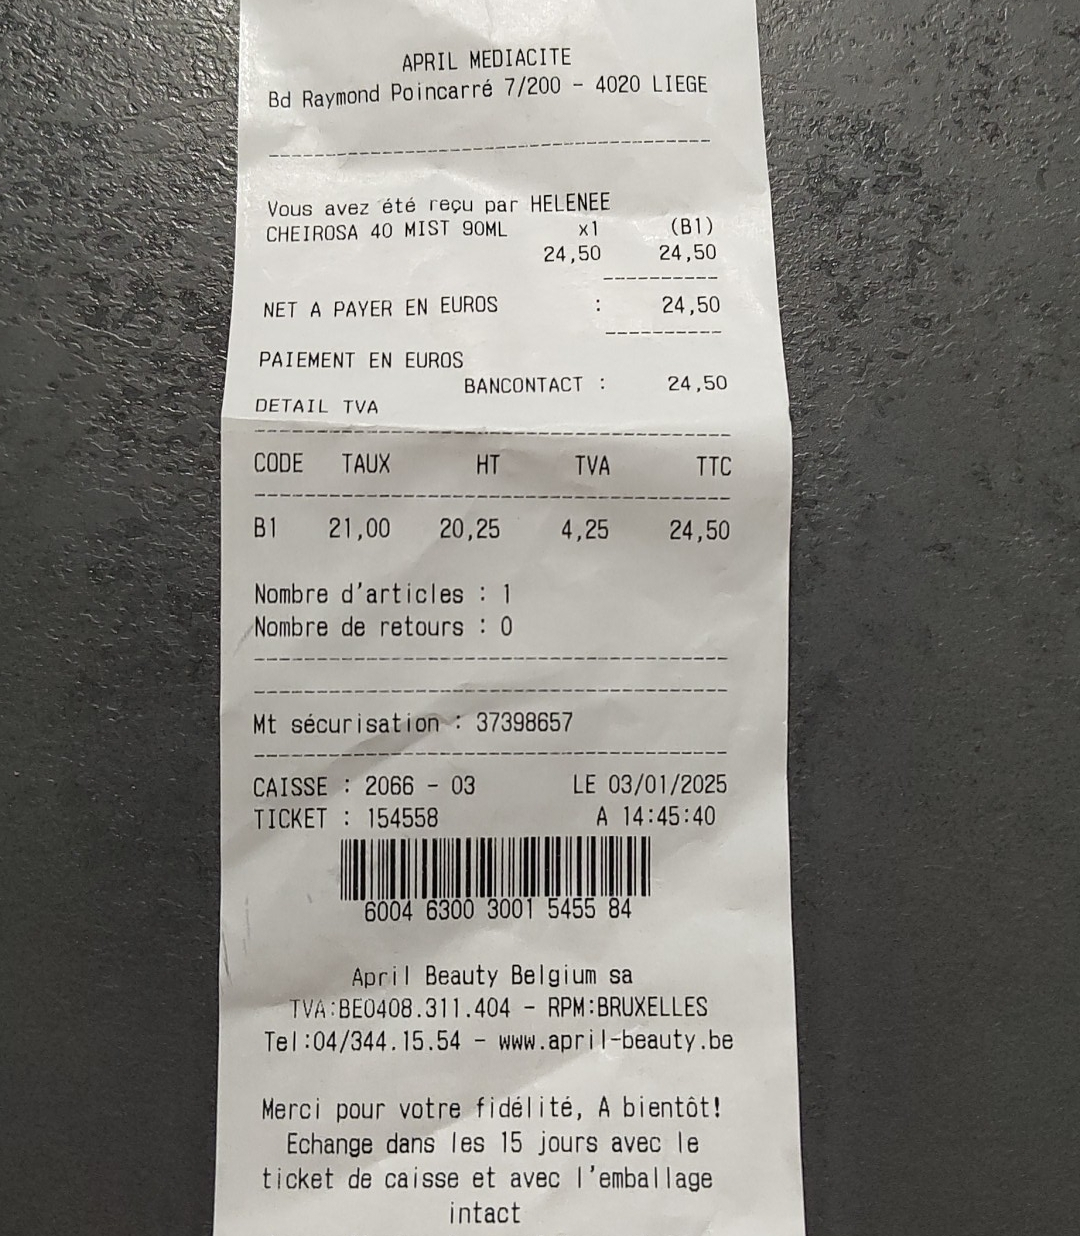 APRIL MEDIACITE
Bd Raymond Poincarré 7/200 - 4020 LIEGE
Vous avez été reçu par HELENEE
CHEIROSA 40 MIST 90ML x1 (B1)
24,50 24,50
NET A PAYER EN EUROS : 24,50
PAIEMENT EN EUROS
BANCONTACT : 24,50
DETAIL TVA
CODE TAUX HT TVA TTC
B1 21,00 20,25 4,25 24,50
Nombre d'articles : 1
Nombre de retours : 0
Mt sécurisation : 37398657
CAISSE : 2066 - 03 LE 03/01/2025
TICKET : 154558 A 14:45:40
6004 6300 3001 5455 84
April Beauty Belgium sa
TVA:BE0408.311.404 - RPM:BRUXELLES
Tel:04/344.15.54 - www.april-beauty.be
Merci pour votre fidélité, A bientôt!
Echange dans les 15 jours avec le
ticket de caisse et avec l'emballage
intact